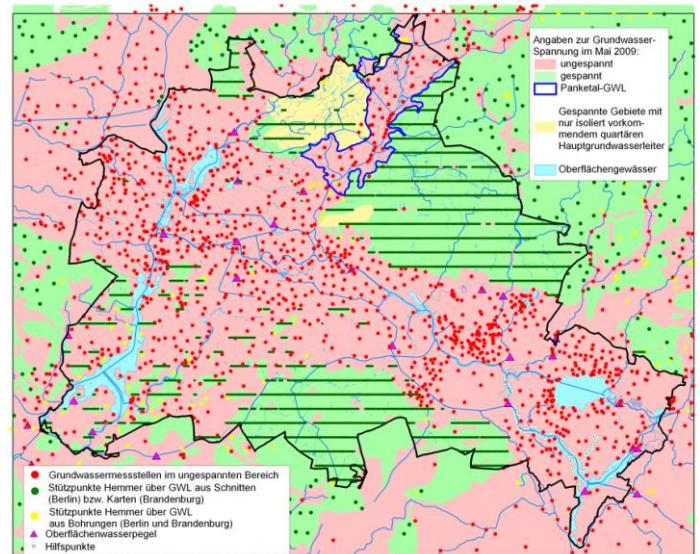 Angaben zur Grundwasser-
Spannung im Mai 2009:
ungespannt
gespannt
Panketal-GWL
Gespannte Gebiete mit
nur isoliert vorkom-
mendem quartären
Hauptgrundwasserleiter
Oberflächengewässer
Grundwassermessstellen im ungespannten Bereich
Stützpunkte Hemmer über GWL aus Schnitten
(Berlin) bzw. Karten (Brandenburg)
Stützpunkte Hemmer über GWL
aus Bohrungen (Berlin und Brandenburg)
Oberflächenwasserpegel
Hilfspunkte